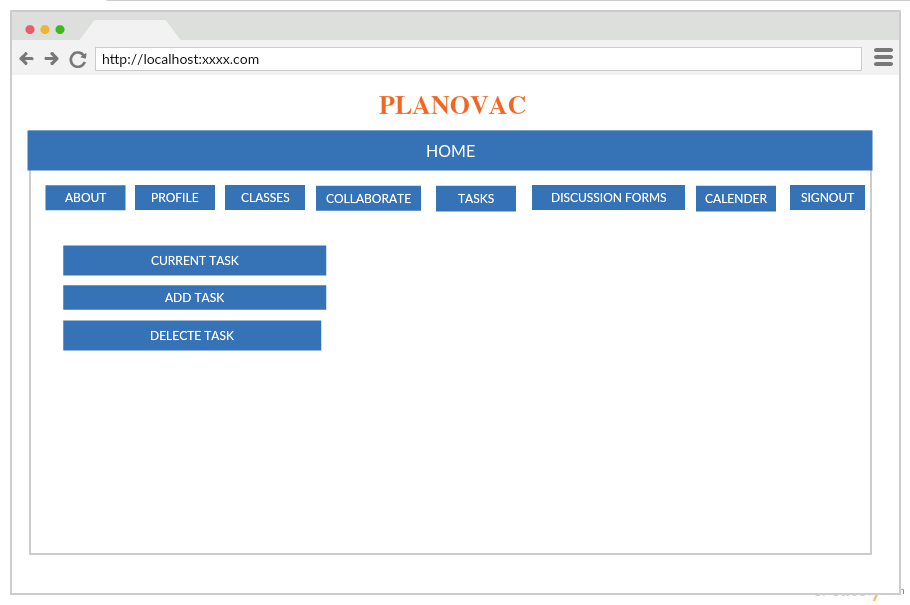 http://localhost:xxxx.com
PLANOVAC
HOME
ABOUT PROFILE CLASSES COLLABORATE TASKS DISCUSSION FORMS CALENDER SIGNOUT
CURRENT TASK
ADD TASK
DELECTE TASK